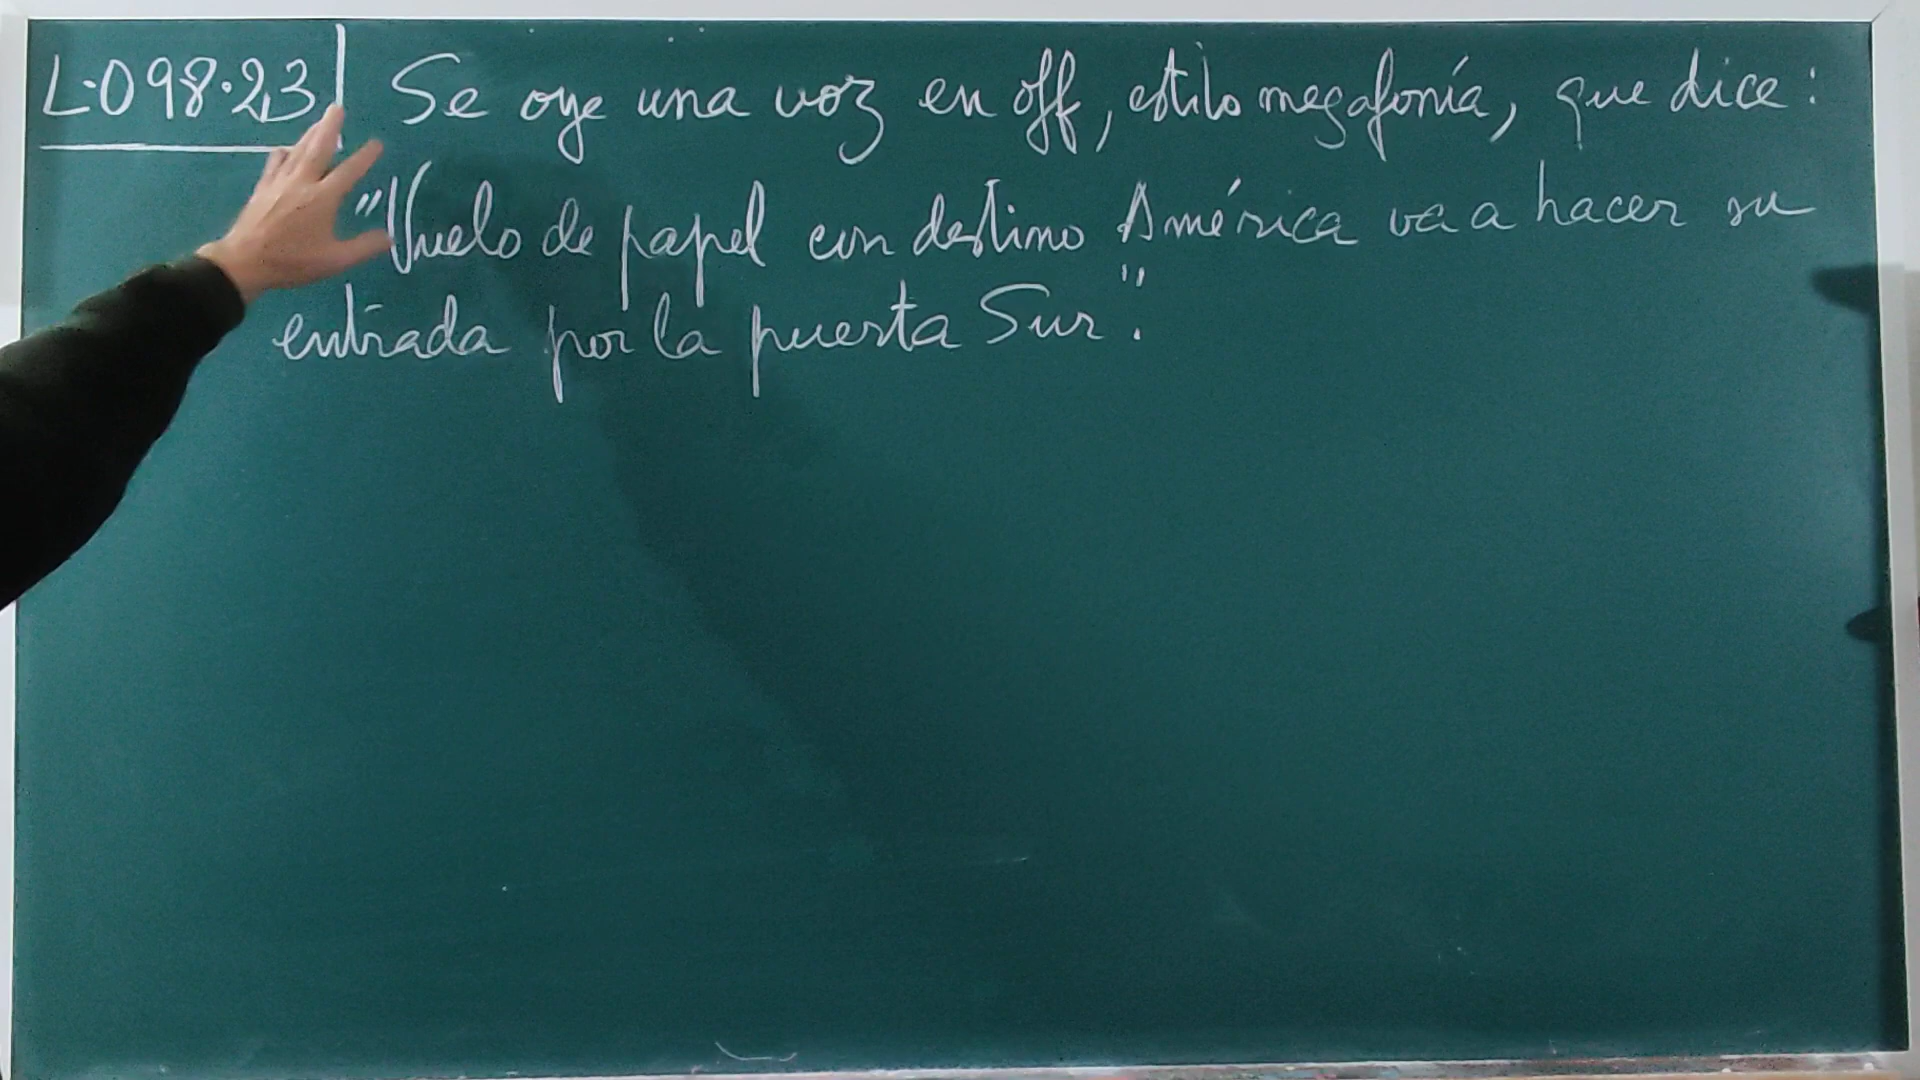 L·098·23 Se oye una voz en off, estilo megafonía, que dice:
"Vuelo de papel con destino América va a hacer su
entrada por la puerta Sur".